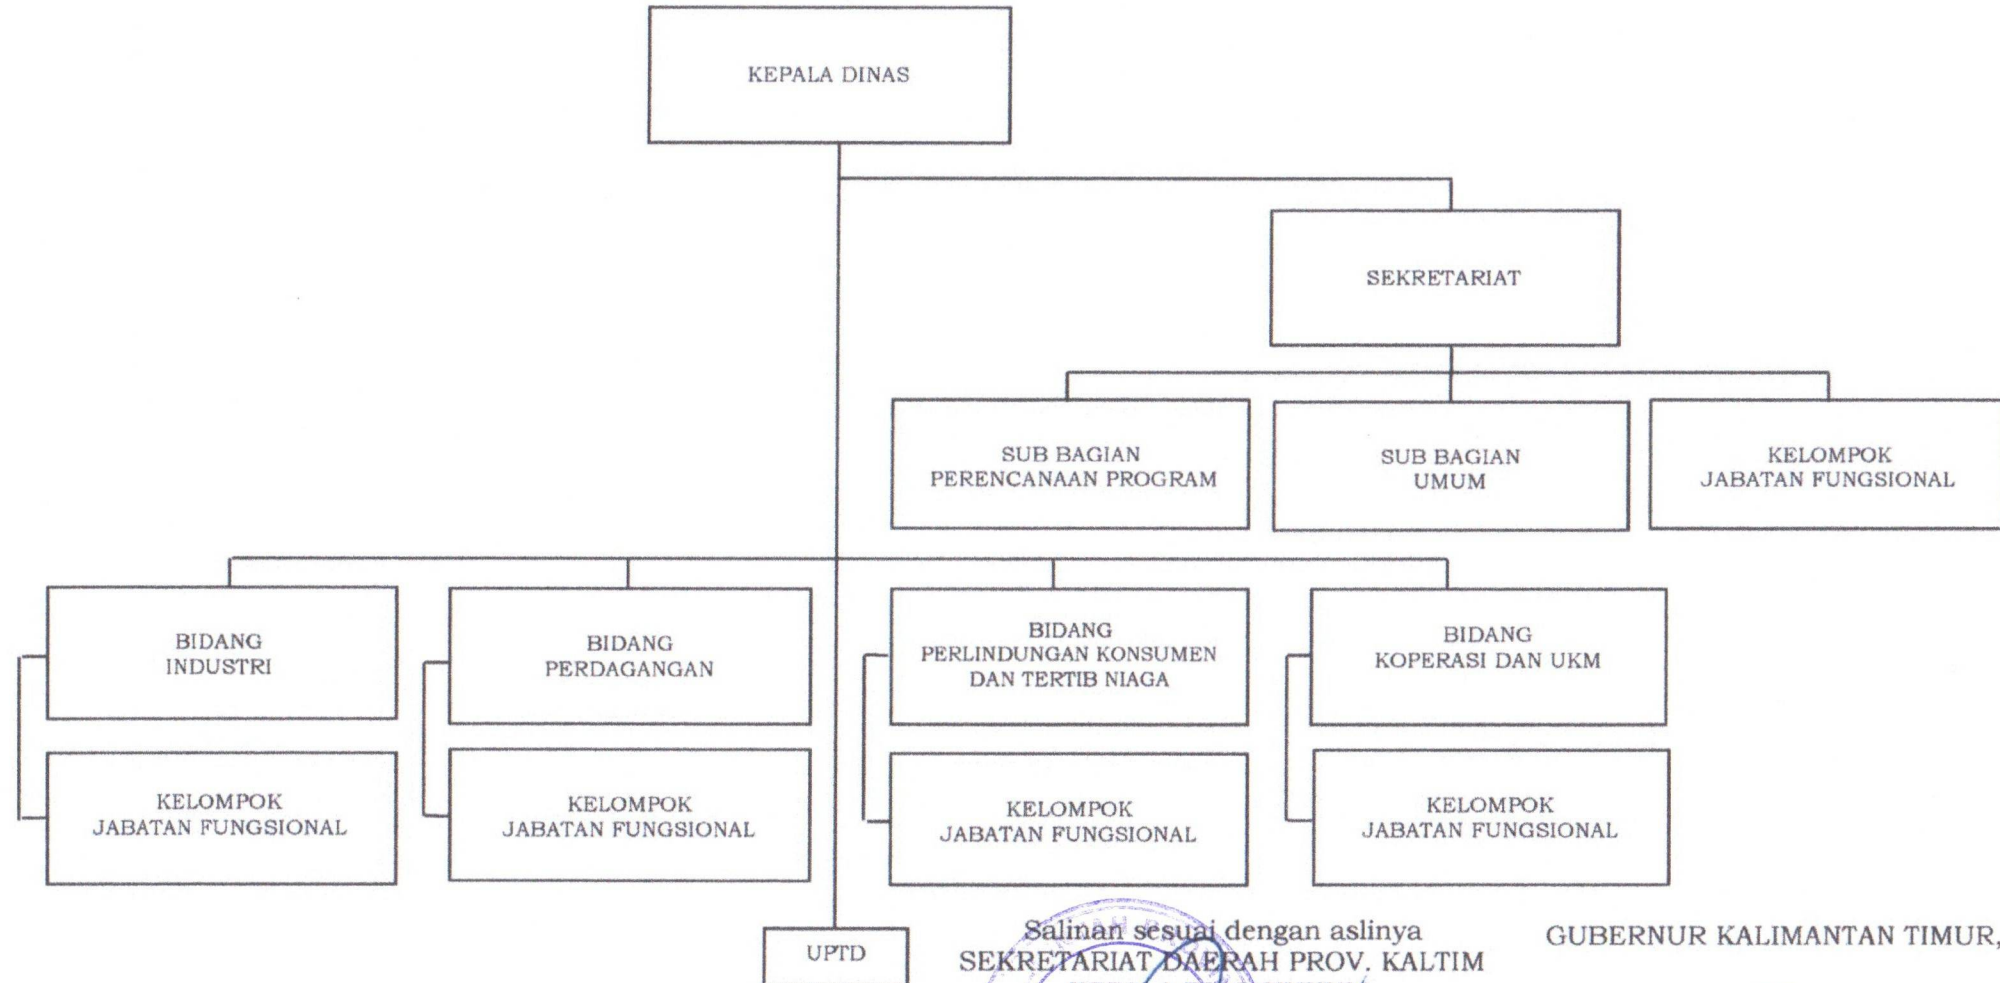 KEPALA DINAS
SEKRETARIAT
SUB BAGIAN
PERENCANAAN PROGRAM
SUB BAGIAN
UMUM
KELOMPOK
JABATAN FUNGSIONAL
BIDANG
INDUSTRI
BIDANG
PERDAGANGAN
BIDANG
PERLINDUNGAN KONSUMEN
DAN TERTIB NIAGA
BIDANG
KOPERASI DAN UKM
KELOMPOK
JABATAN FUNGSIONAL
KELOMPOK
JABATAN FUNGSIONAL
KELOMPOK
JABATAN FUNGSIONAL
KELOMPOK
JABATAN FUNGSIONAL
UPTD
Salinan sesuai dengan aslinya
SEKRETARIAT DAERAH PROV. KALTIM
GUBERNUR KALIMANTAN TIMUR,